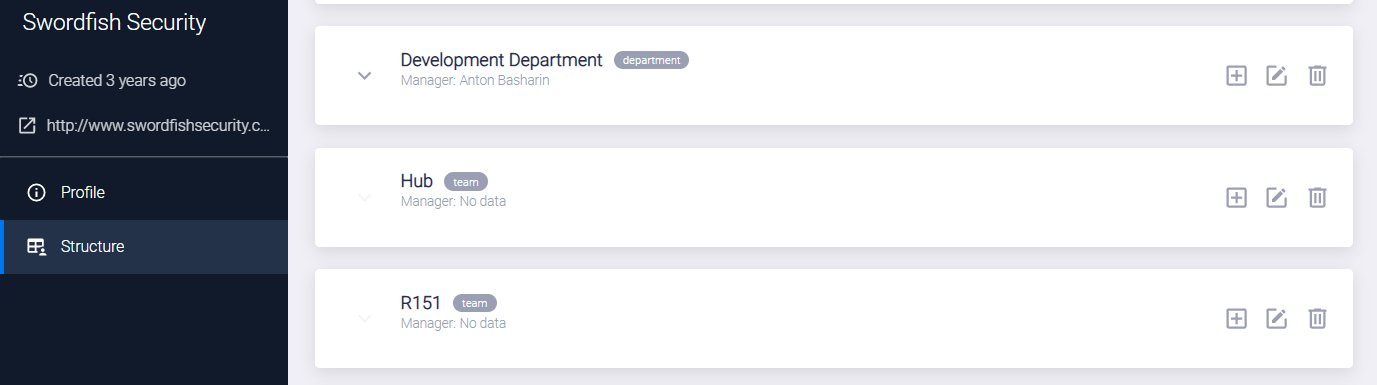 Swordfish Security
Created 3 years ago
http://www.swordfishsecurity.c...
Profile
Structure
Development Department department
Manager: Anton Basharin
Hub team
Manager: No data
R151 team
Manager: No data